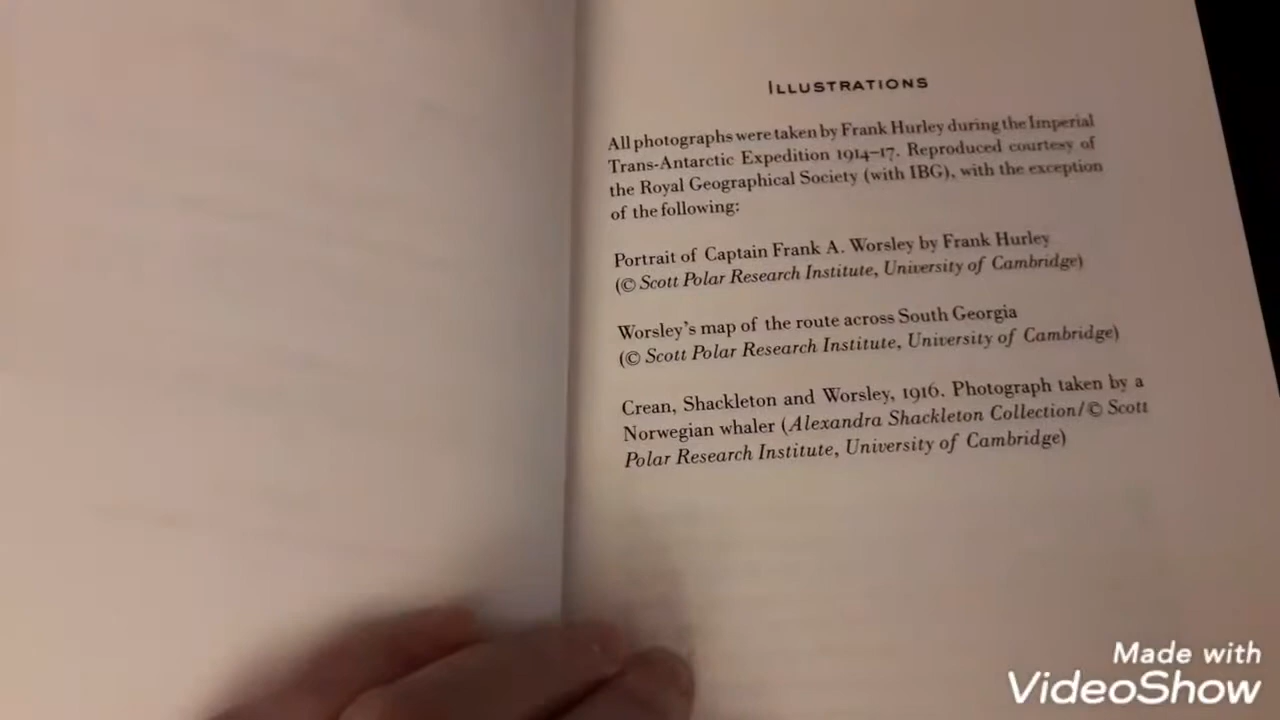 ILLUSTRATIONS
All photographs were taken by Frank Hurley during the Imperial
Trans-Antarctic Expedition 1914–17. Reproduced courtesy of
the Royal Geographical Society (with IBG), with the exception
of the following:
Portrait of Captain Frank A. Worsley by Frank Hurley
(© Scott Polar Research Institute, University of Cambridge)
Worsley's map of the route across South Georgia
(© Scott Polar Research Institute, University of Cambridge)
Crean, Shackleton and Worsley, 1916. Photograph taken by a
Norwegian whaler (Alexandra Shackleton Collection/© Scott
Polar Research Institute, University of Cambridge)
Made with
VideoShow